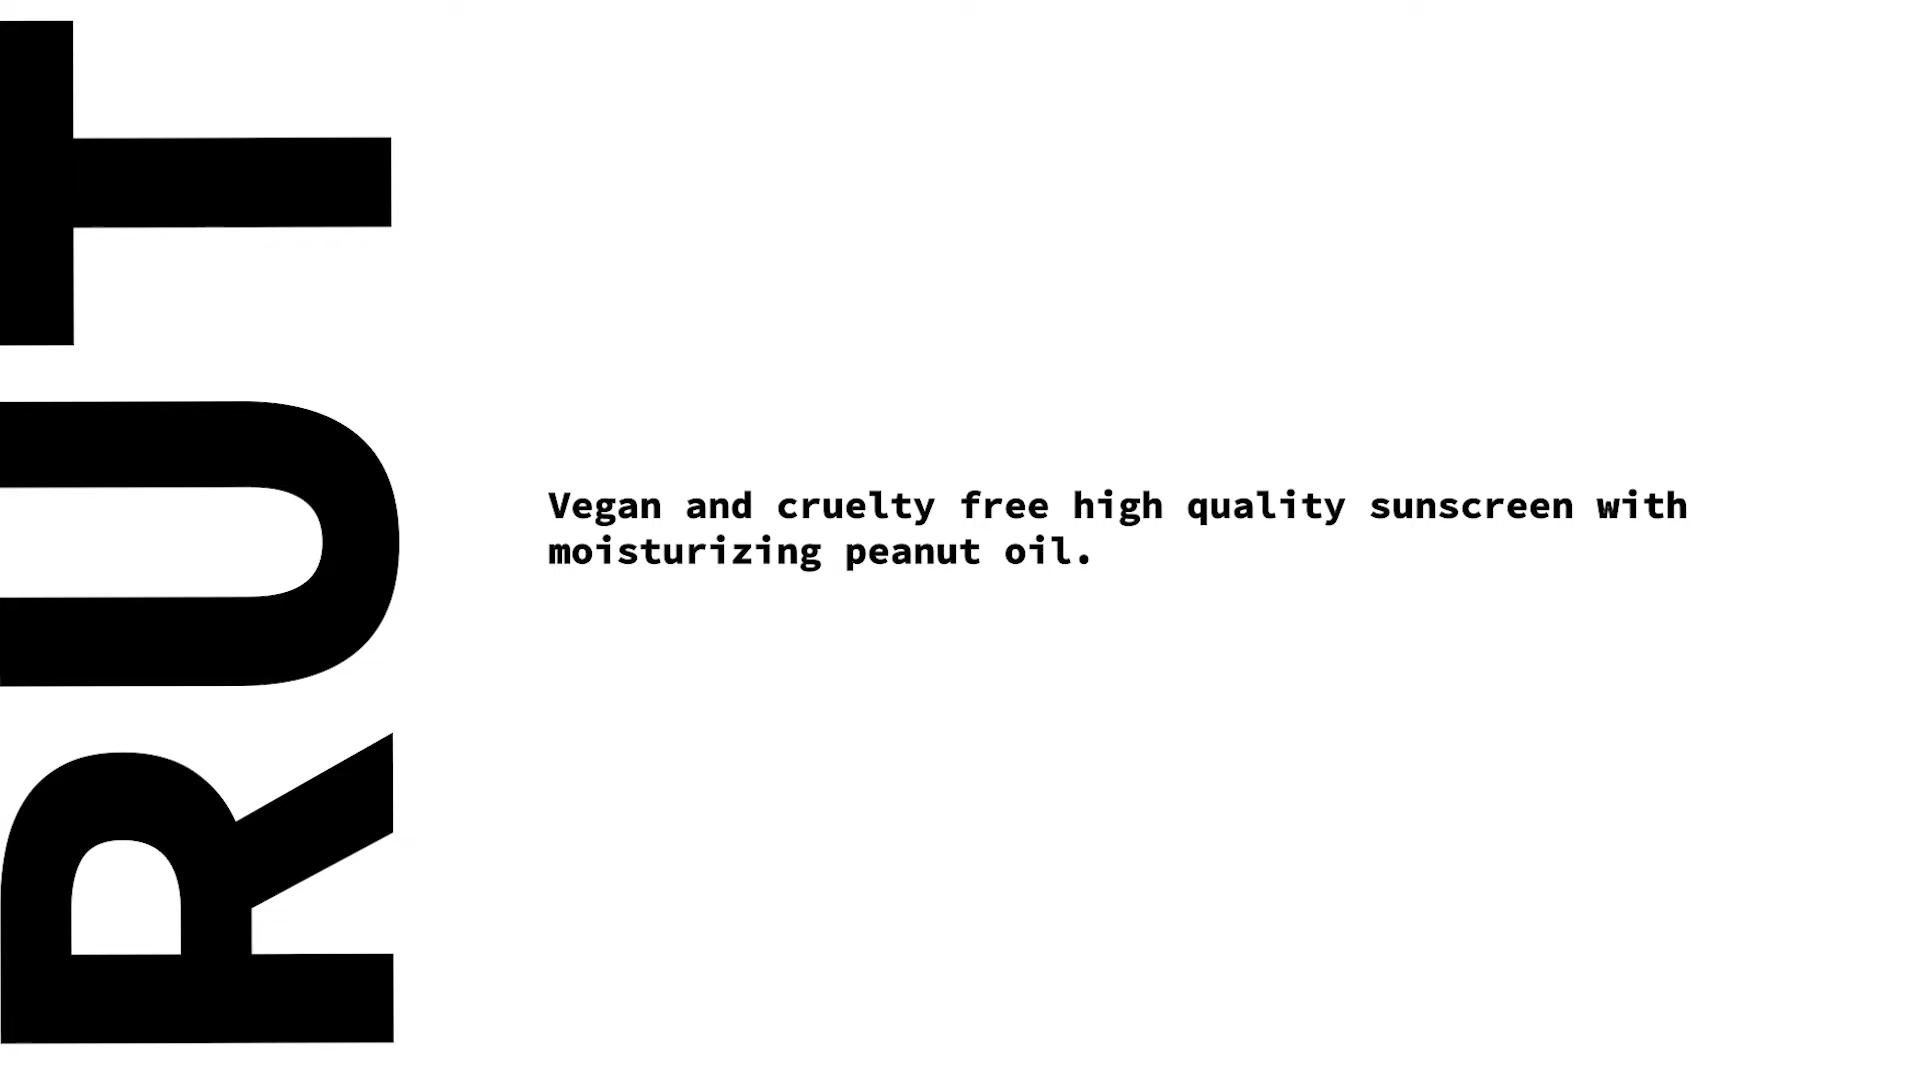 RUT
Vegan and cruelty free high quality sunscreen with
moisturizing peanut oil.